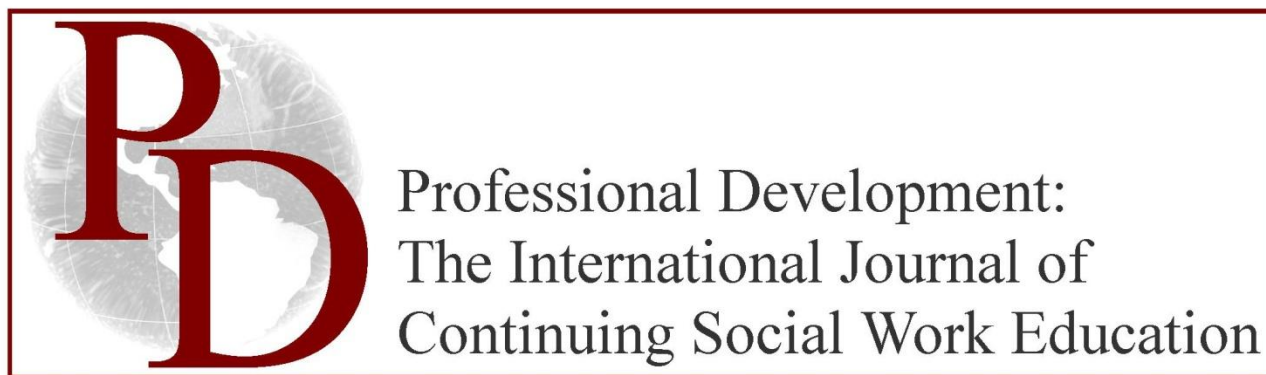 PD
Professional Development:
The International Journal of
Continuing Social Work Education